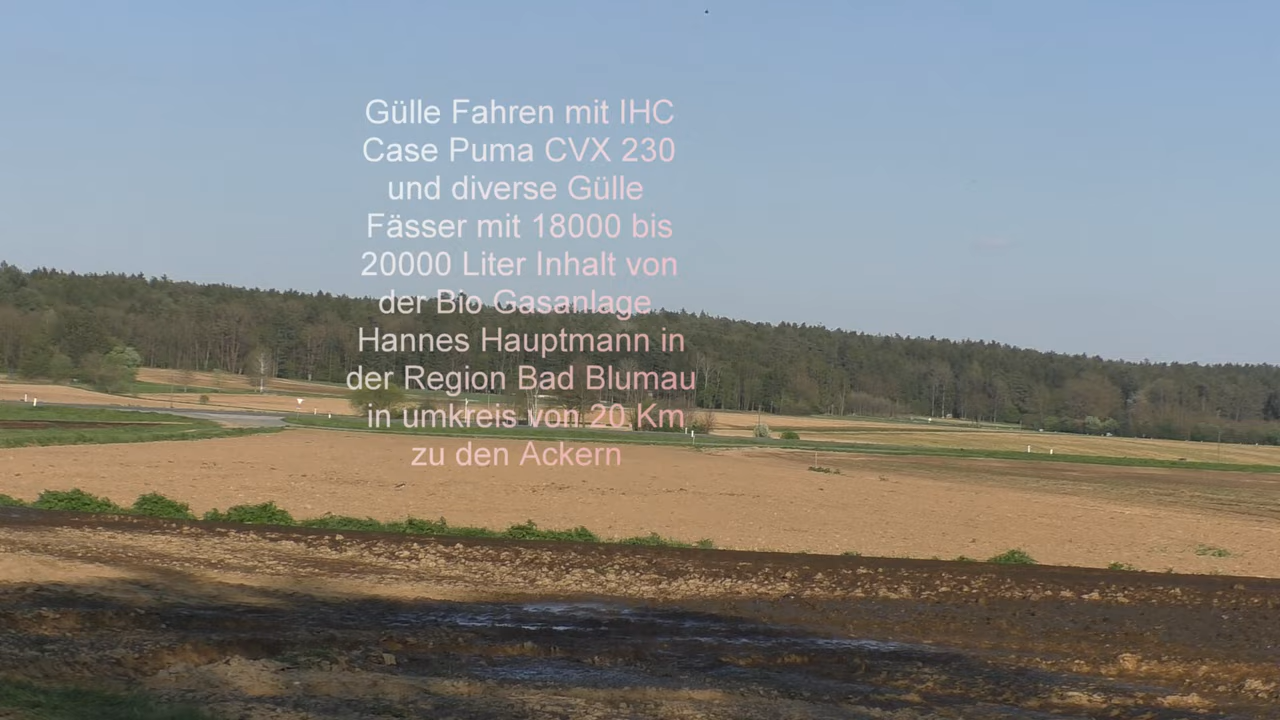 Gülle Fahren mit IHC
Case Puma CVX 230
und diverse Gülle
Fässer mit 18000 bis
20000 Liter Inhalt von
der Bio Gasanlage
Hannes Hauptmann in
der Region Bad Blumau
in umkreis von 20 Km
zu den Ackern